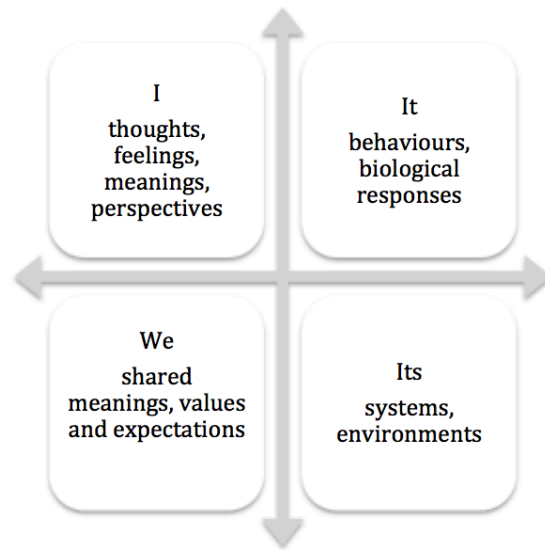 I
thoughts,
feelings,
meanings,
perspectives
It
behaviours,
biological
responses
We
shared
meanings, values
and expectations
Its
systems,
environments